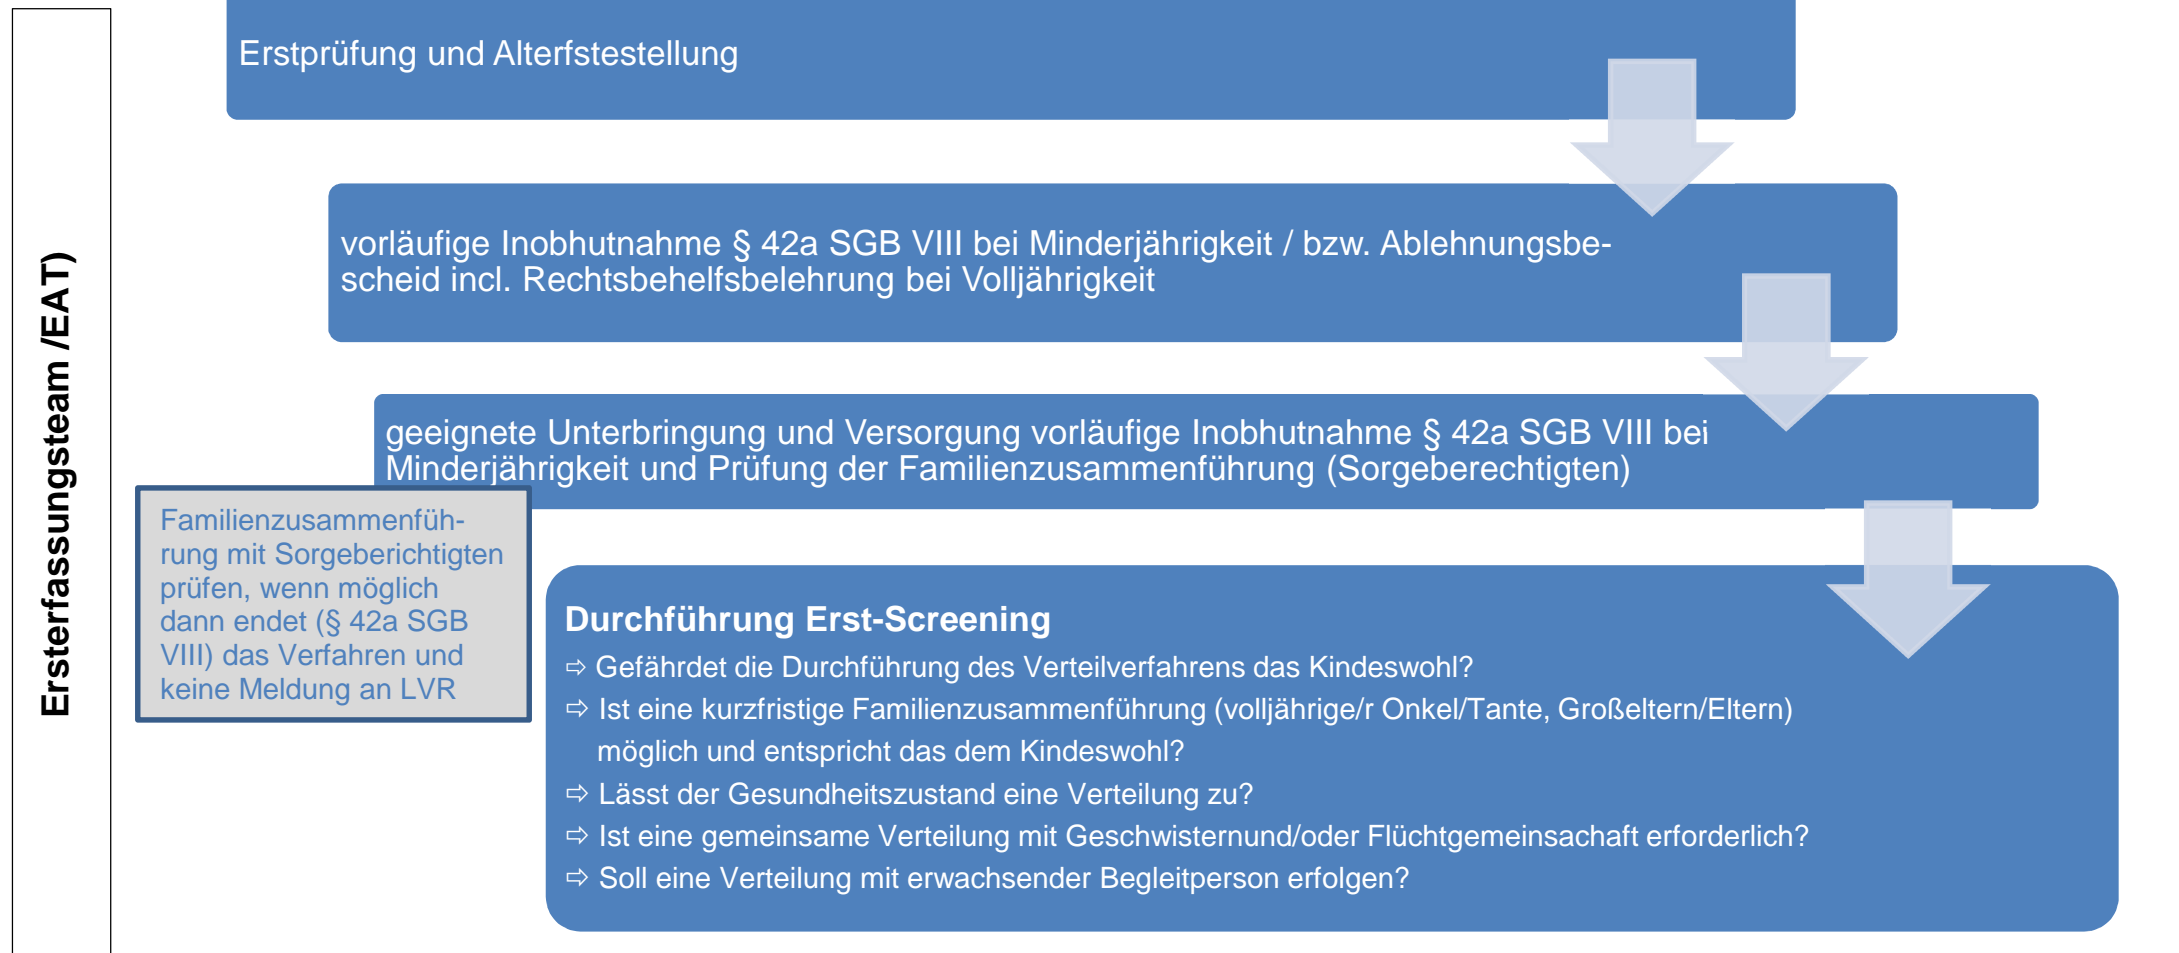 Ersterfassungsteam /EAT)
Erstprüfung und Alterfstestellung
vorläufige Inobhutnahme § 42a SGB VIII bei Minderjährigkeit / bzw. Ablehnungsbe-
scheid incl. Rechtsbehelfsbelehrung bei Volljährigkeit
geeignete Unterbringung und Versorgung vorläufige Inobhutnahme § 42a SGB VIII bei
Minderjährigkeit und Prüfung der Familienzusammenführung (Sorgeberechtigten)
Familienzusammenfüh-
rung mit Sorgeberichtigten
prüfen, wenn möglich
dann endet (§ 42a SGB
VIII) das Verfahren und
keine Meldung an LVR
Durchführung Erst-Screening
⇨ Gefährdet die Durchführung des Verteilverfahrens das Kindeswohl?
⇨ Ist eine kurzfristige Familienzusammenführung (volljährige/r Onkel/Tante, Großeltern/Eltern)
möglich und entspricht das dem Kindeswohl?
⇨ Lässt der Gesundheitszustand eine Verteilung zu?
⇨ Ist eine gemeinsame Verteilung mit Geschwisternund/oder Flüchtgemeinsachaft erforderlich?
⇨ Soll eine Verteilung mit erwachsender Begleitperson erfolgen?